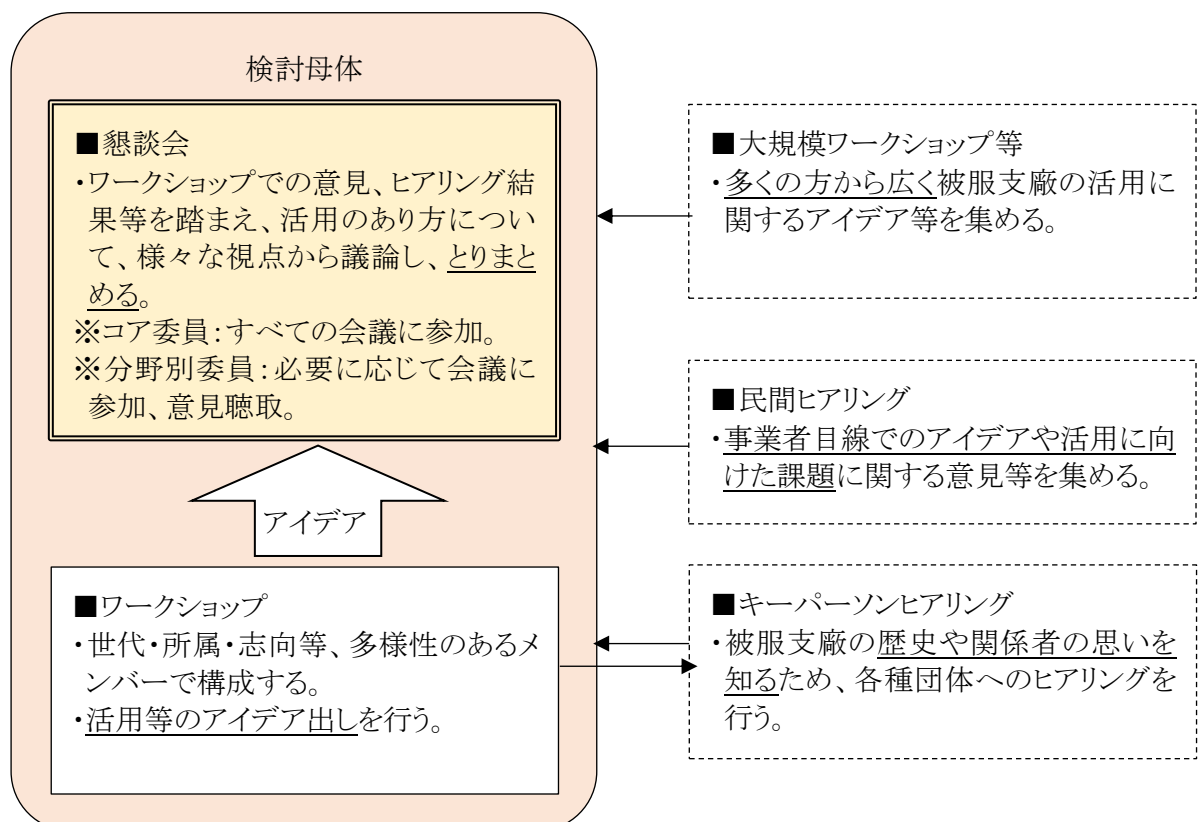 検討母体
■懇談会
・ワークショップでの意見、ヒアリング結
果等を踏まえ、活用のあり方につい
て、様々な視点から議論し、とりまと
める。
※コア委員：すべての会議に参加。
※分野別委員：必要に応じて会議に
参加、意見聴取。
アイデア
■ワークショップ
・世代・所属・志向等、多様性のあるメ
ンバーで構成する。
・活用等のアイデア出しを行う。
■大規模ワークショップ等
・多くの方から広く被服支廠の活用に
関するアイデア等を集める。
■民間ヒアリング
・事業者目線でのアイデアや活用に向
けた課題に関する意見等を集める。
■キーパーソンヒアリング
・被服支廠の歴史や関係者の思いを
知るため、各種団体へのヒアリングを
行う。